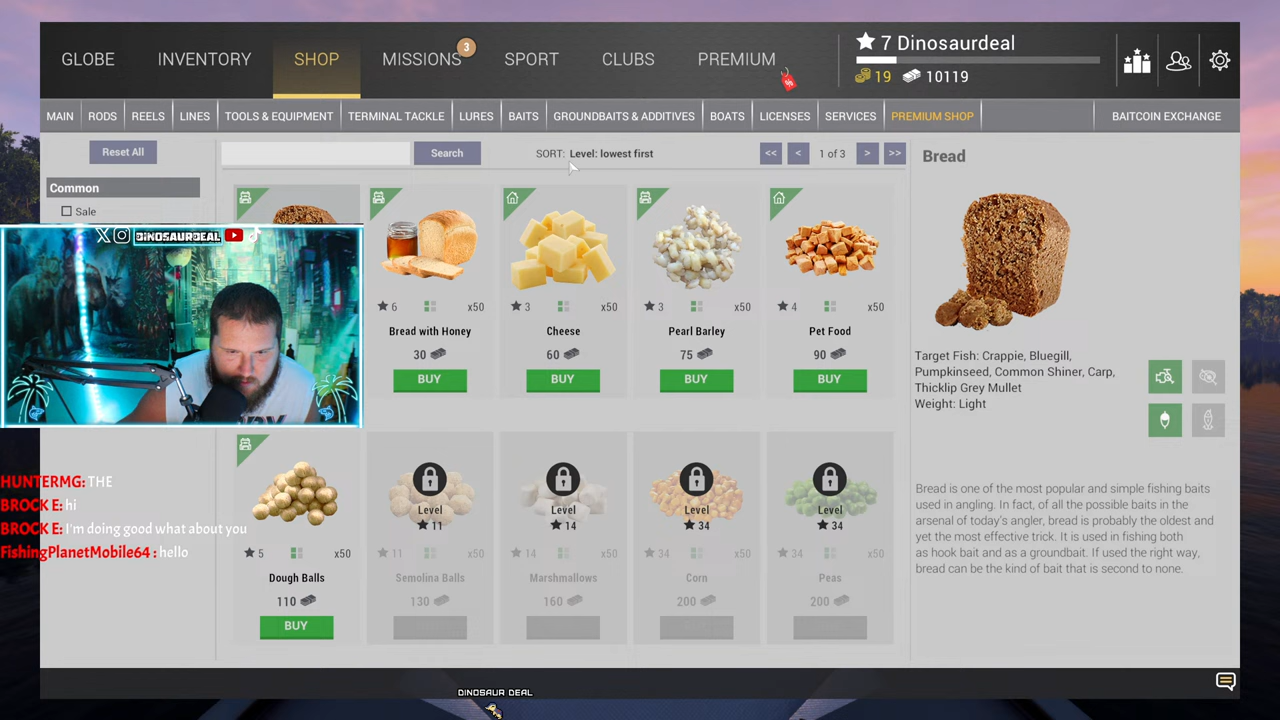 GLOBE INVENTORY SHOP MISSIONS 3 SPORT CLUBS PREMIUM %
7 Dinosaurdeal
19 10119
MAIN RODS REELS LINES TOOLS & EQUIPMENT TERMINAL TACKLE LURES BAITS GROUNDBAITS & ADDITIVES BOATS LICENSES SERVICES PREMIUM SHOP BAITCOIN EXCHANGE
Reset All
Search
SORT: Level: lowest first
<< < 1 of 3 > >>
Common
Sale
DINOSAURDEAL
6 x50
Bread with Honey
30
BUY
3 x50
Cheese
60
BUY
3 x50
Pearl Barley
75
BUY
4 x50
Pet Food
90
BUY
HUNTERMG: THE
BROCK E: hi
BROCK E: I'm doing good what about you
FishingPlanetMobile64 : hello
5 x50
Dough Balls
110
BUY
Level
11
11 x50
Semolina Balls
130
Level
14
14 x50
Marshmallows
160
Level
34
34 x50
Corn
200
Level
34
34 x50
Peas
200
Bread
Target Fish: Crappie, Bluegill,
Pumpkinseed, Common Shiner, Carp,
Thicklip Grey Mullet
Weight: Light
Bread is one of the most popular and simple fishing baits
used in angling. In fact, of all the possible baits in the
arsenal of today's angler, bread is probably the oldest and
yet the most effective trick. It is used in fishing both
as hook bait and as a groundbait. If used the right way,
bread can be the kind of bait that is second to none.
DINOSAUR DEAL